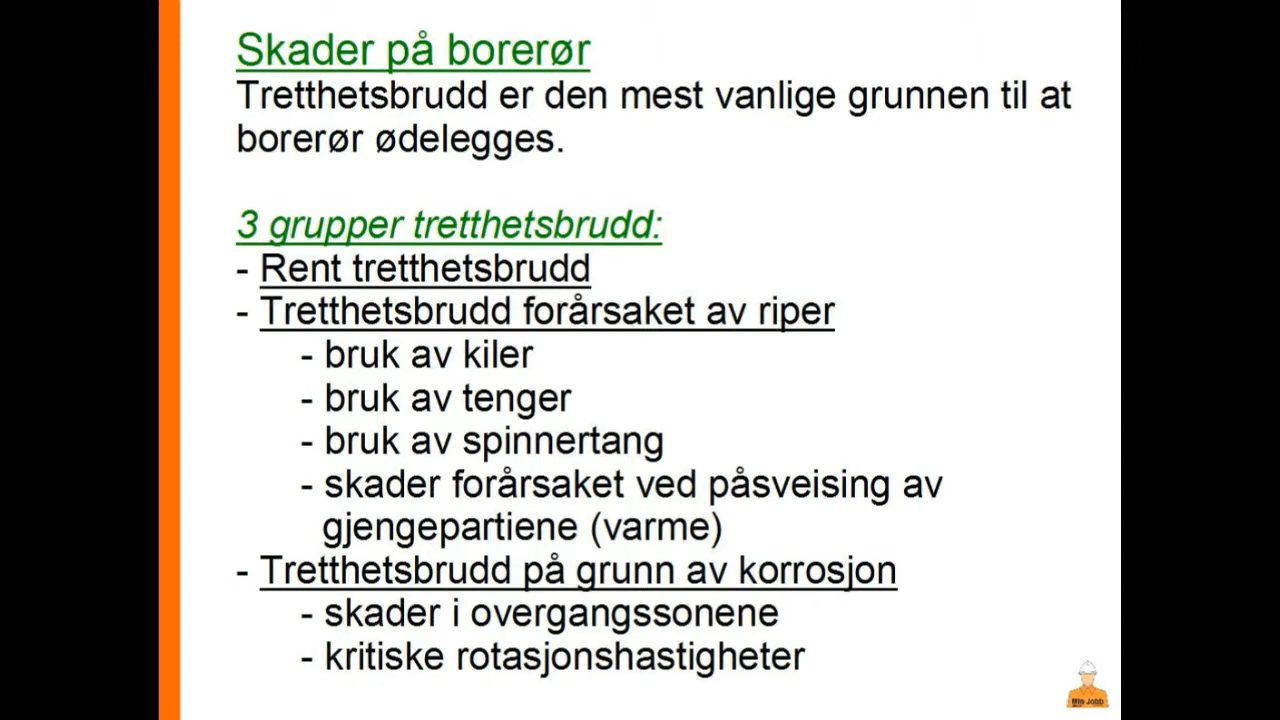 Skader på borerør
Tretthetsbrudd er den mest vanlige grunnen til at
borerør ødelegges.
3 grupper tretthetsbrudd:
- Rent tretthetsbrudd
- Tretthetsbrudd forårsaket av riper
- bruk av kiler
- bruk av tenger
- bruk av spinnertang
- skader forårsaket ved påsveising av
gjengepartiene (varme)
- Tretthetsbrudd på grunn av korrosjon
- skader i overgangssonene
- kritiske rotasjonshastigheter
Min Jobb